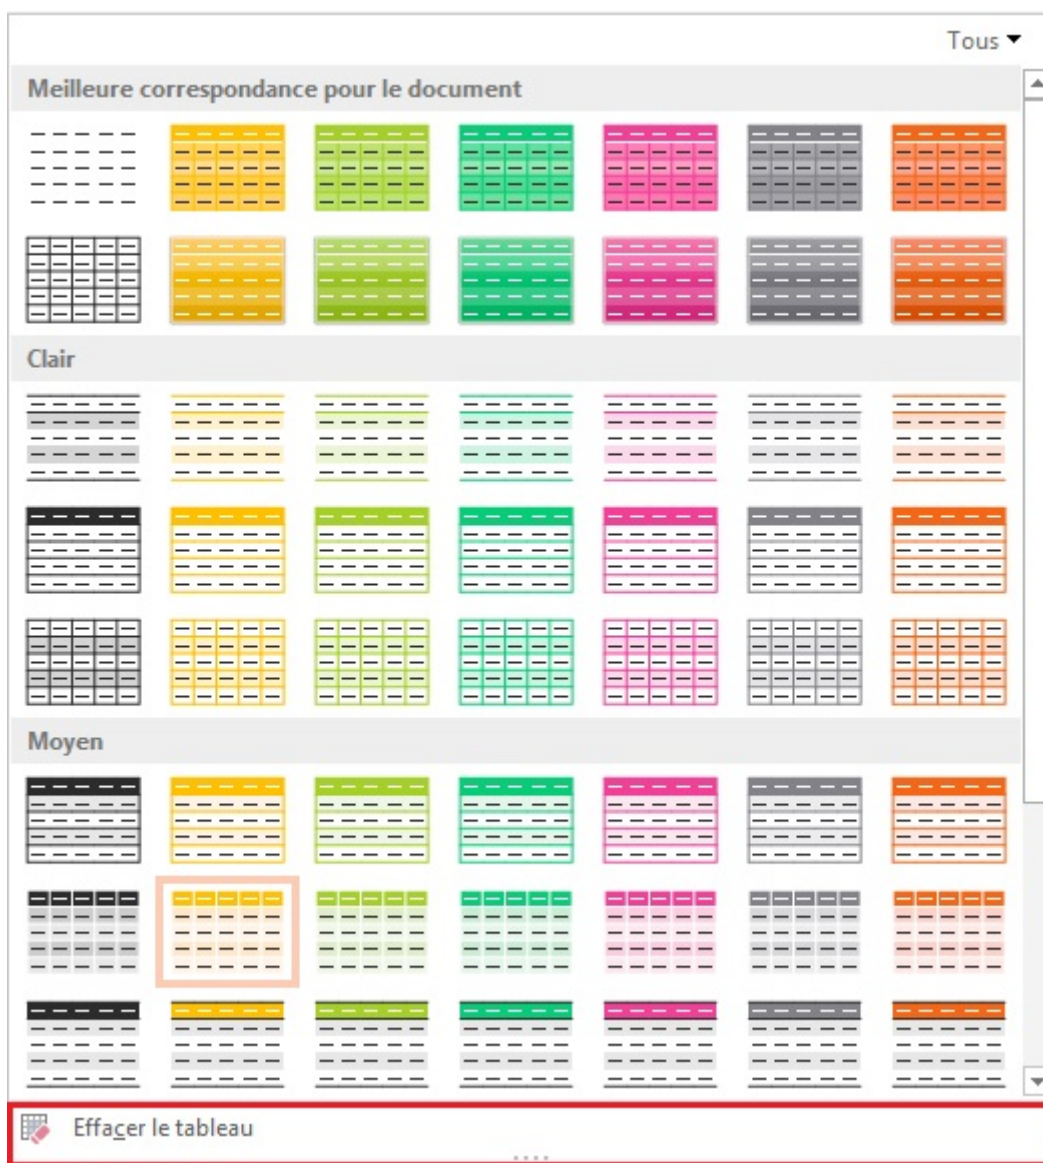 Tous
Meilleure correspondance pour le document
Clair
Moyen
Effacer le tableau